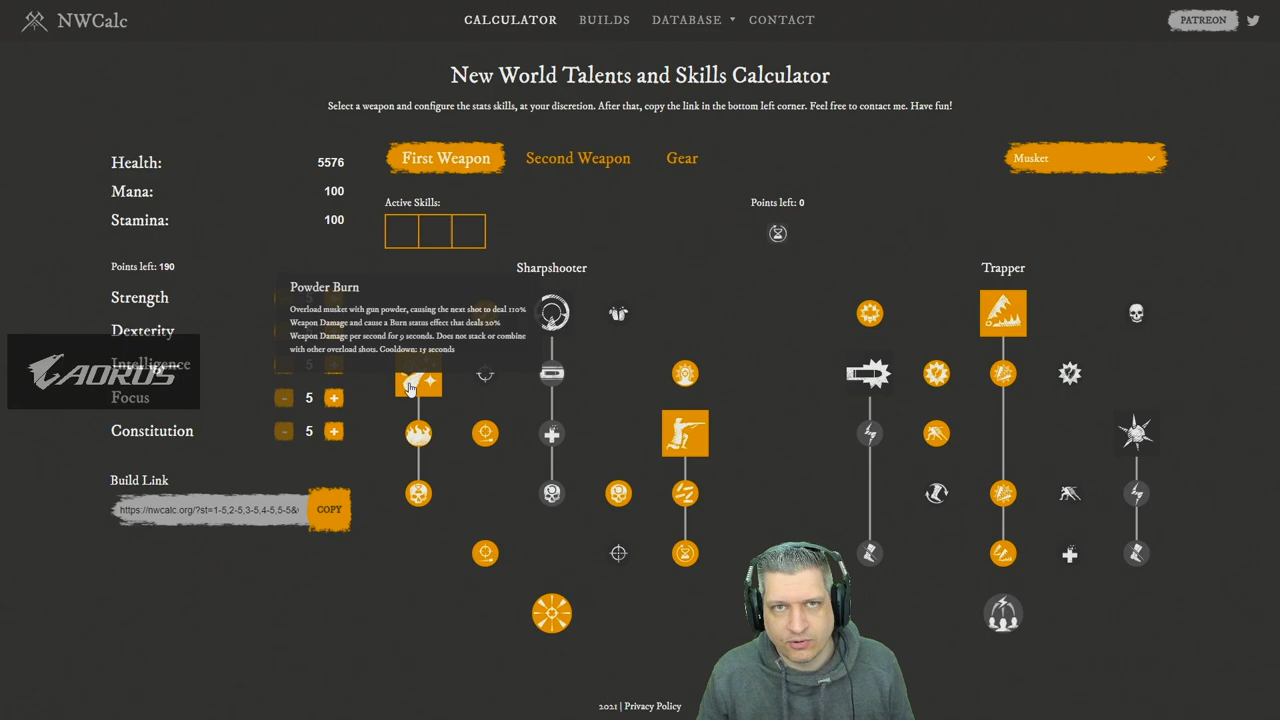 NWCalc
CALCULATOR
BUILDS
DATABASE
CONTACT
PATREON
New World Talents and Skills Calculator
Select a weapon and configure the stats skills, at your discretion. After that, copy the link in the bottom left corner. Feel free to contact me. Have fun!
Health: 5576
Mana: 100
Stamina: 100
First Weapon
Second Weapon
Gear
Musket
Active Skills:
Points left: 0
Points left: 190
Sharpshooter
Trapper
Strength
Dexterity
Intelligence
Focus 5
Constitution 5
Powder Burn
Overload musket with gun powder, causing the next shot to deal 110%
Weapon Damage and cause a Burn status effect that deals 20%
Weapon Damage per second for 9 seconds. Does not stack or combine
with other overload shots. Cooldown: 15 seconds
AORUS
Build Link
https://nwcalc.org/?st=1-5,2-5,3-5,4-5,5-5&
COPY
2021 | Privacy Policy